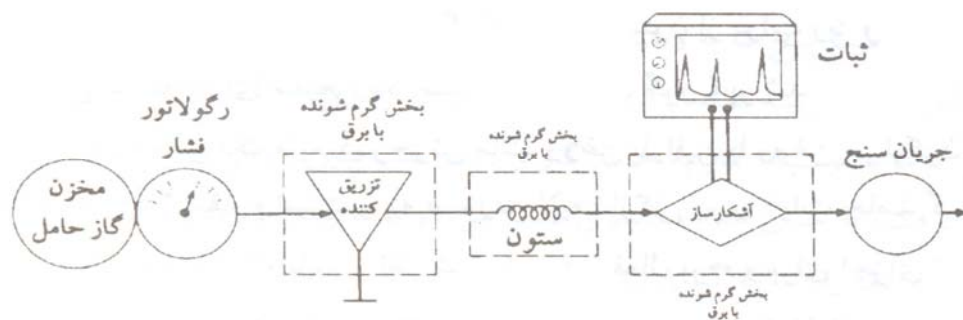 ثبات
رگولاتور
فشار
بخش گرم شونده
با برق
بخش گرم شونده
با برق
جریان سنج
مخزن
گاز حامل
تزریق
کننده
ستون
آشکارساز
بخش گرم شونده
با برق